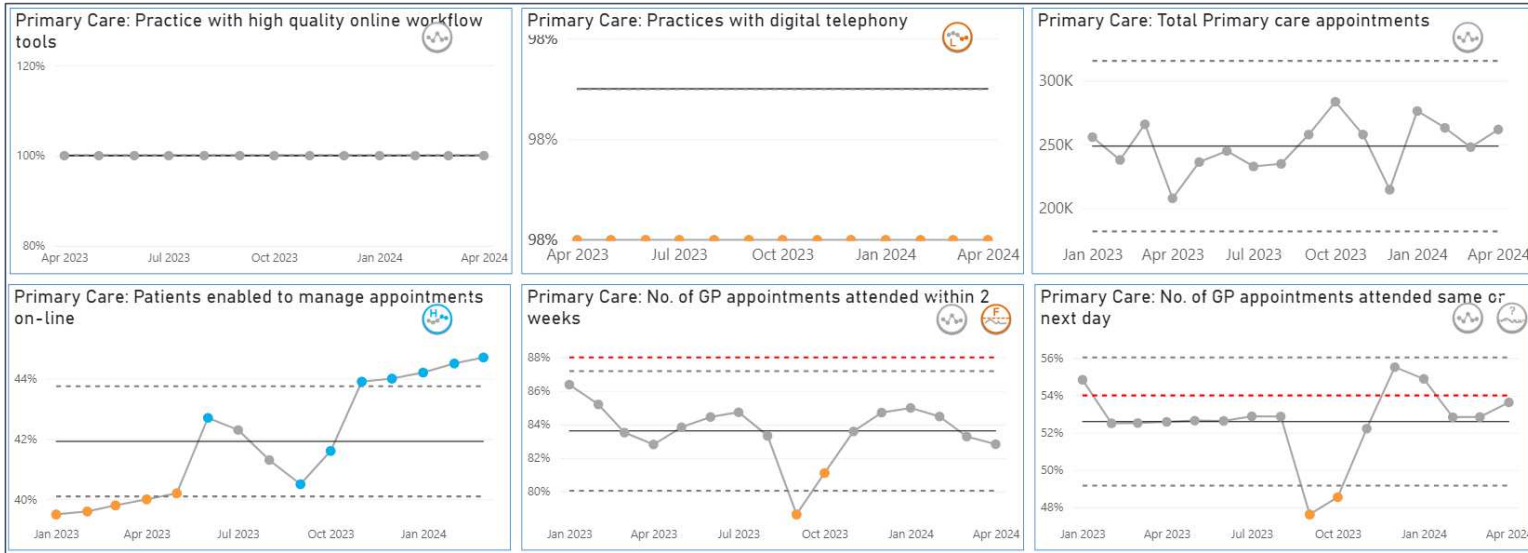 Primary Care: Practice with high quality online workflow
tools
120%
100%
80%
Apr 2023 Jul 2023 Oct 2023 Jan 2024 Apr 2024
Primary Care: Practices with digital telephony
L
98%
98%
98%
Apr 2023 Jul 2023 Oct 2023 Jan 2024 Apr 2024
Primary Care: Total Primary care appointments
300K
250K
200K
Jan 2023 Apr 2023 Jul 2023 Oct 2023 Jan 2024 Apr 2024
Primary Care: Patients enabled to manage appointments
on-line
H
44%
42%
40%
Jan 2023 Apr 2023 Jul 2023 Oct 2023 Jan 2024
Primary Care: No. of GP appointments attended within 2
weeks
F
88%
86%
84%
82%
80%
Jan 2023 Apr 2023 Jul 2023 Oct 2023 Jan 2024 Apr 2024
Primary Care: No. of GP appointments attended same or
next day
?
56%
54%
52%
50%
48%
Jan 2023 Apr 2023 Jul 2023 Oct 2023 Jan 2024 Apr 2024